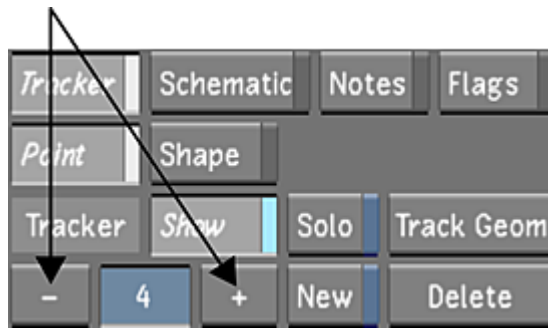 Tracker Schematic Notes Flags
Point Shape
Tracker Show Solo Track Geom
- 4 + New Delete